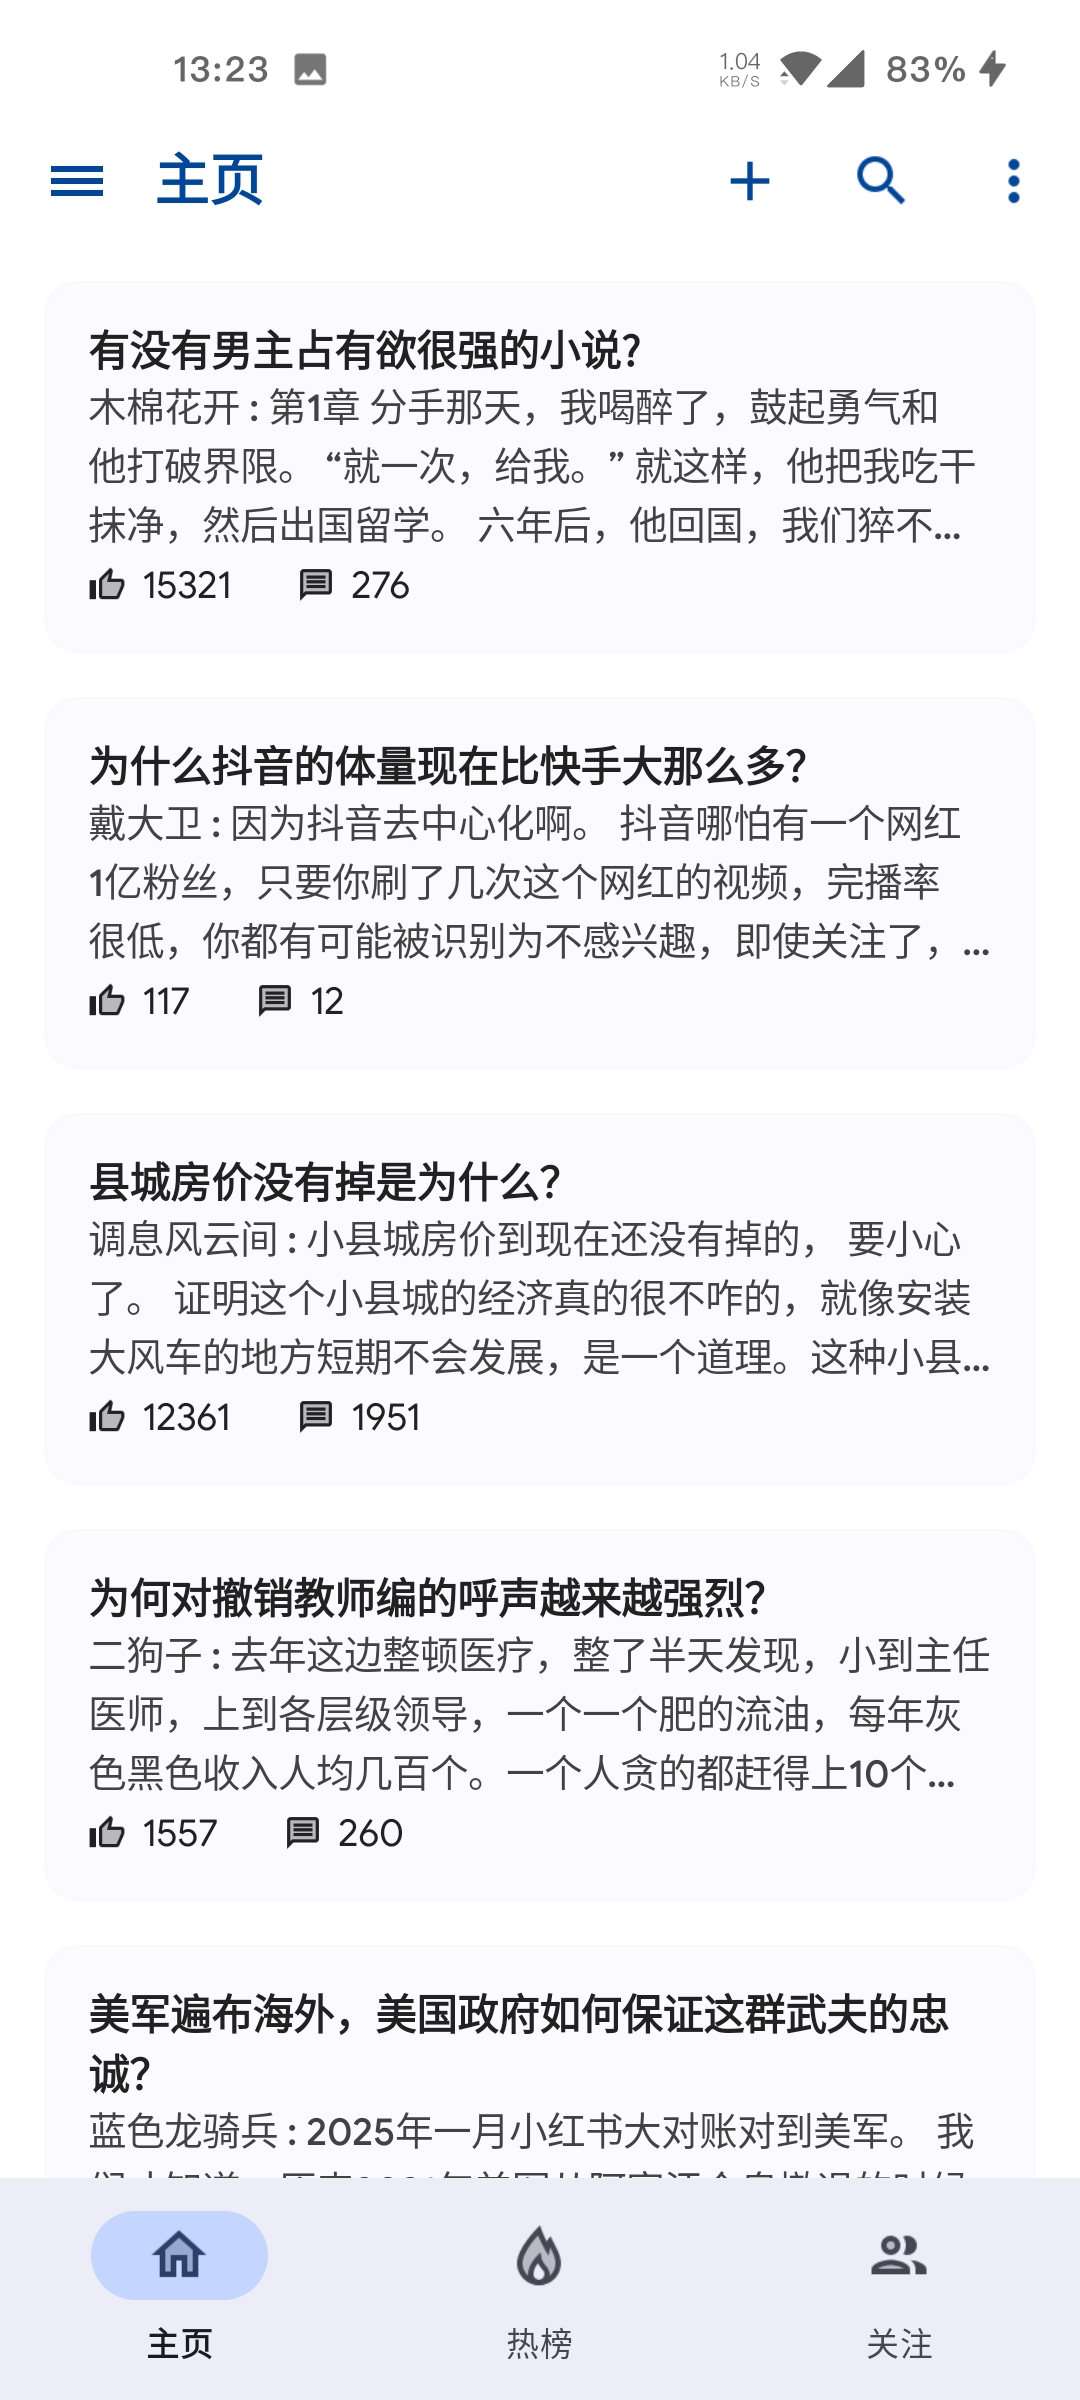 13:23
1.04 KB/S 83%
主页
有没有男主占有欲很强的小说？
木棉花开 : 第1章 分手那天，我喝醉了，鼓起勇气和
他打破界限。 “就一次，给我。” 就这样，他把我吃干
抹净，然后出国留学。 六年后，他回国，我们猝不...
15321 276
为什么抖音的体量现在比快手大那么多？
戴大卫 : 因为抖音去中心化啊。 抖音哪怕有一个网红
1亿粉丝，只要你刷了几次这个网红的视频，完播率
很低，你都有可能被识别为不感兴趣，即使关注了，...
117 12
县城房价没有掉是为什么？
调息风云间 : 小县城房价到现在还没有掉的， 要小心
了。 证明这个小县城的经济真的很不咋的，就像安装
大风车的地方短期不会发展，是一个道理。这种小县...
12361 1951
为何对撤销教师编的呼声越来越强烈？
二狗子 : 去年这边整顿医疗，整了半天发现，小到主任
医师，上到各层级领导，一个一个肥的流油，每年灰
色黑色收入人均几百个。一个人贪的都赶得上10个...
1557 260
美军遍布海外，美国政府如何保证这群武夫的忠
诚？
蓝色龙骑兵 : 2025年一月小红书大对账对到美军。 我
主页 热榜 关注